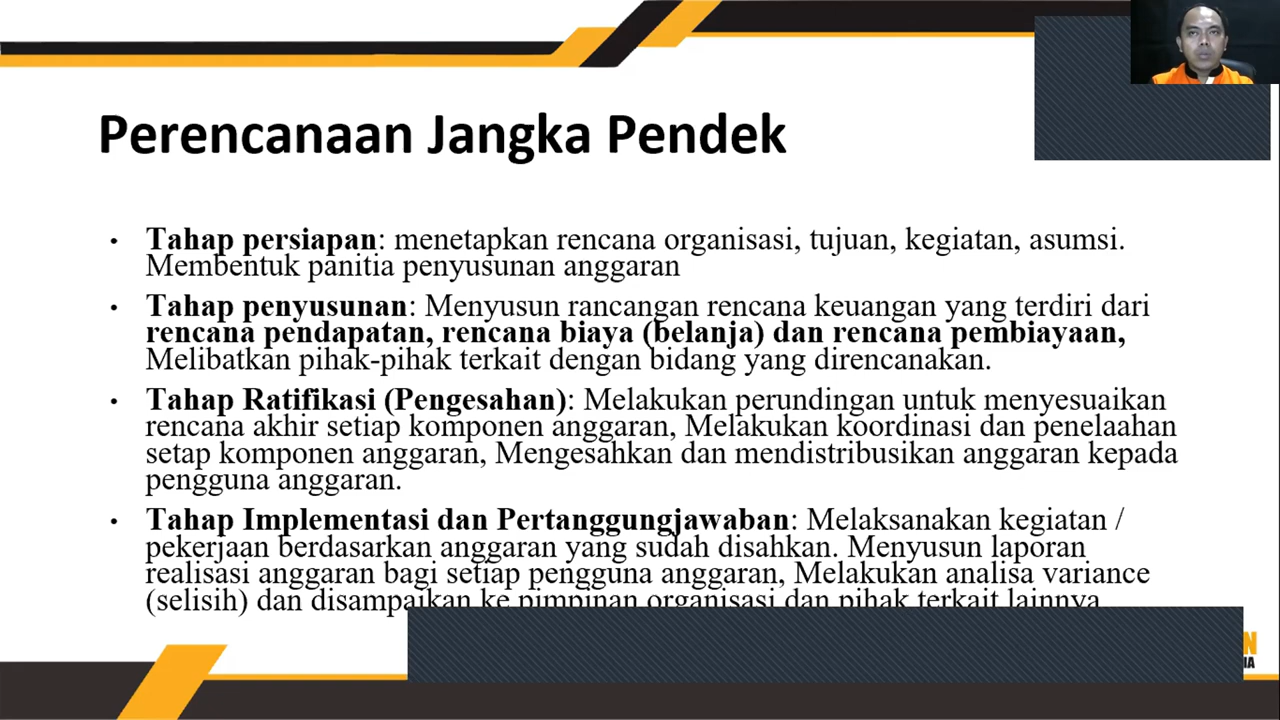 Perencanaan Jangka Pendek
• Tahap persiapan: menetapkan rencana organisasi, tujuan, kegiatan, asumsi.
Membentuk panitia penyusunan anggaran
• Tahap penyusunan: Menyusun rancangan rencana keuangan yang terdiri dari
rencana pendapatan, rencana biaya (belanja) dan rencana pembiayaan,
Melibatkan pihak-pihak terkait dengan bidang yang direncanakan.
• Tahap Ratifikasi (Pengesahan): Melakukan perundingan untuk menyesuaikan
rencana akhir setiap komponen anggaran, Melakukan koordinasi dan penelaahan
setap komponen anggaran, Mengesahkan dan mendistribusikan anggaran kepada
pengguna anggaran.
• Tahap Implementasi dan Pertanggungjawaban: Melaksanakan kegiatan /
pekerjaan berdasarkan anggaran yang sudah disahkan. Menyusun laporan
realisasi anggaran bagi setiap pengguna anggaran, Melakukan analisa variance
(selisih) dan disampaikan ke pimpinan organisasi dan pihak terkait lainnya